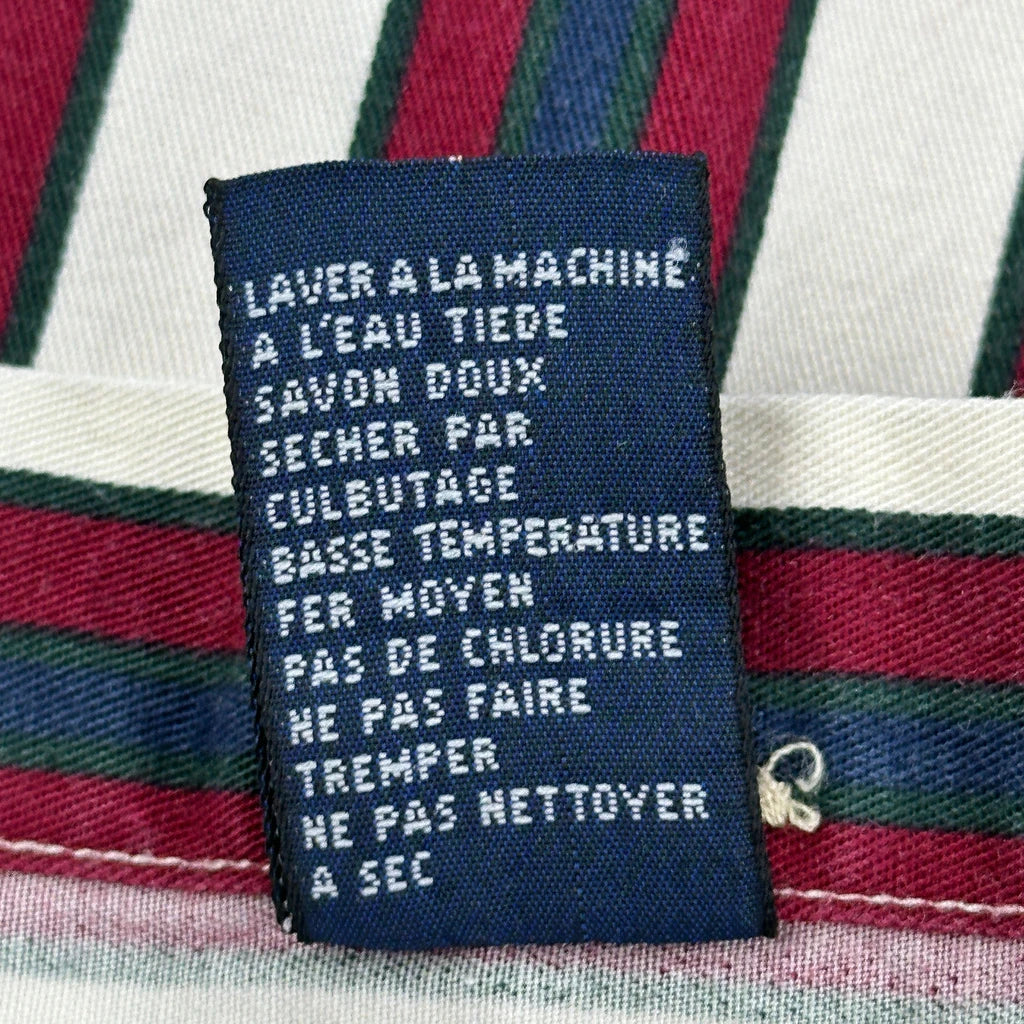 LAVER A LA MACHINE
A L'EAU TIEDE
SAVON DOUX
SECHER PAR
CULBUTAGE
BASSE TEMPERATURE
FER MOYEN
PAS DE CHLORURE
NE PAS FAIRE
TREMPER
NE PAS NETTOYER
A SEC